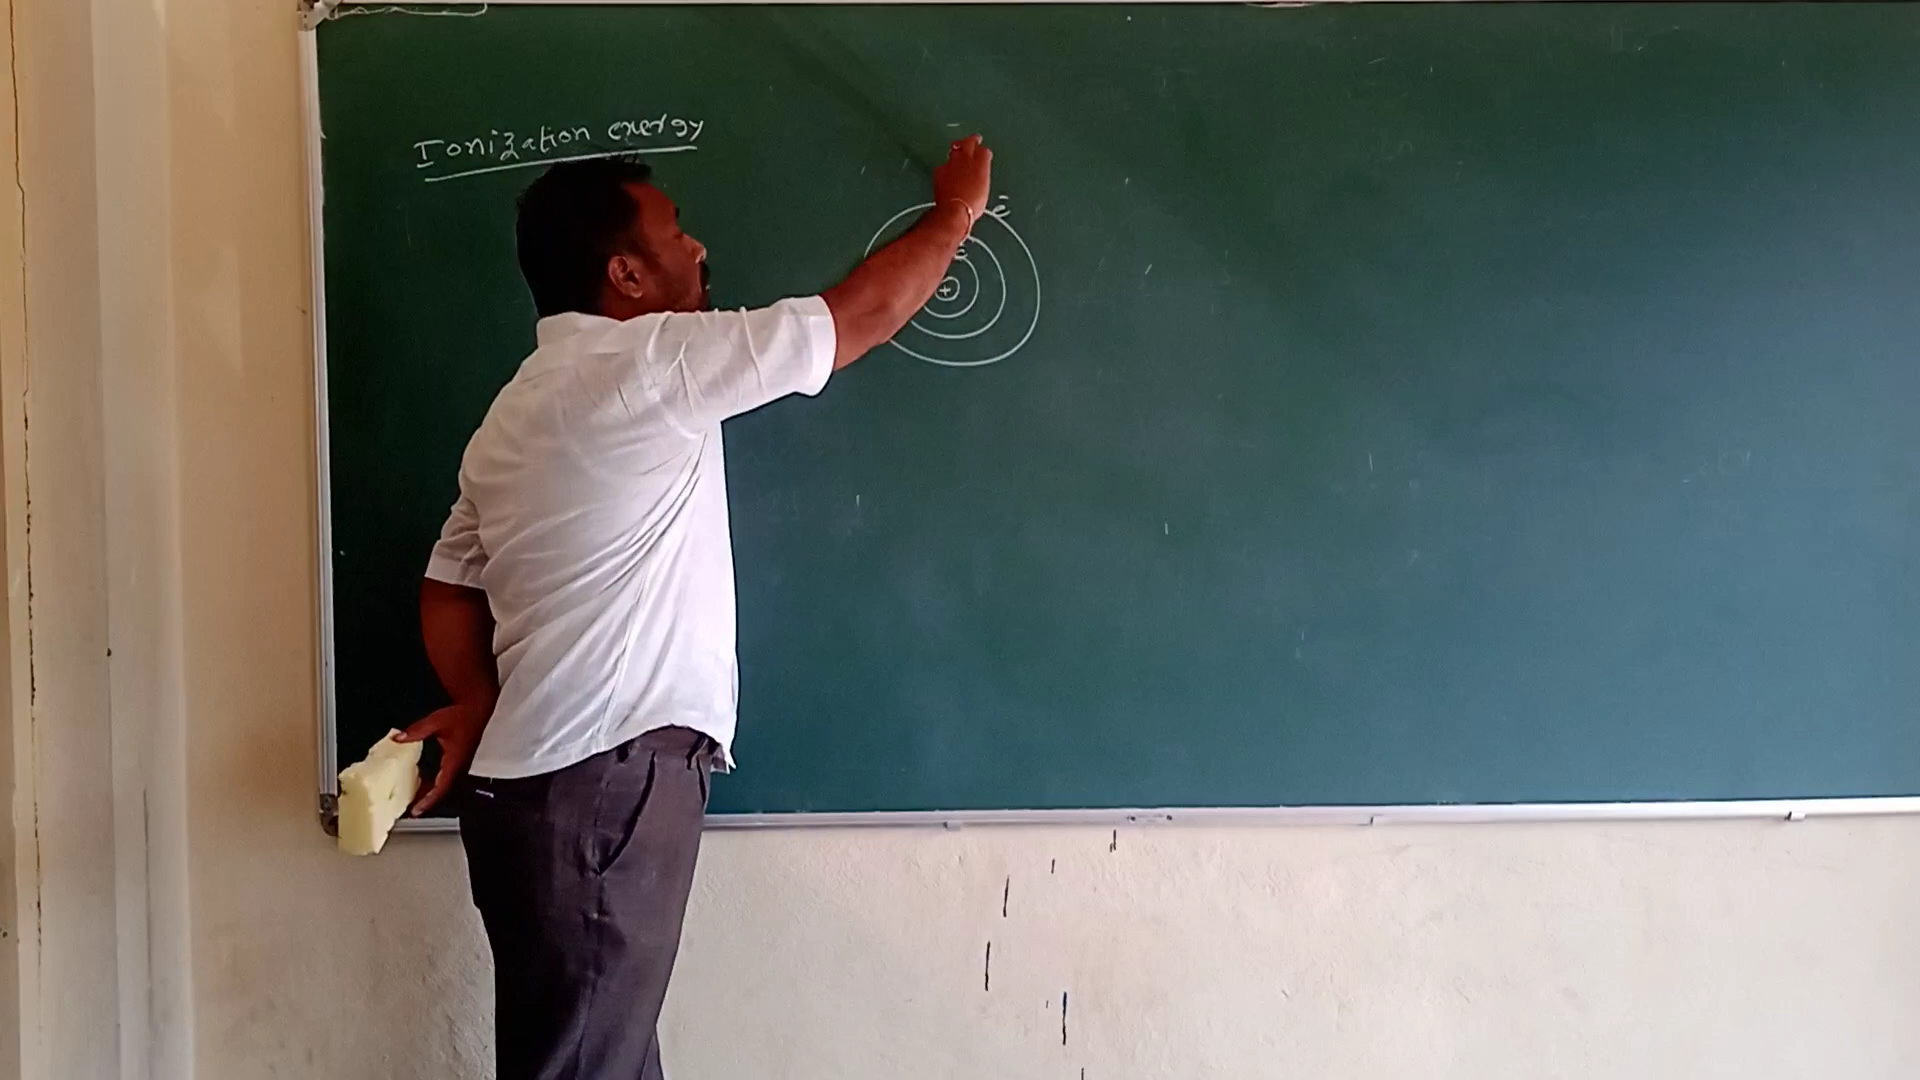 Ionization energy
e⁻
e
+